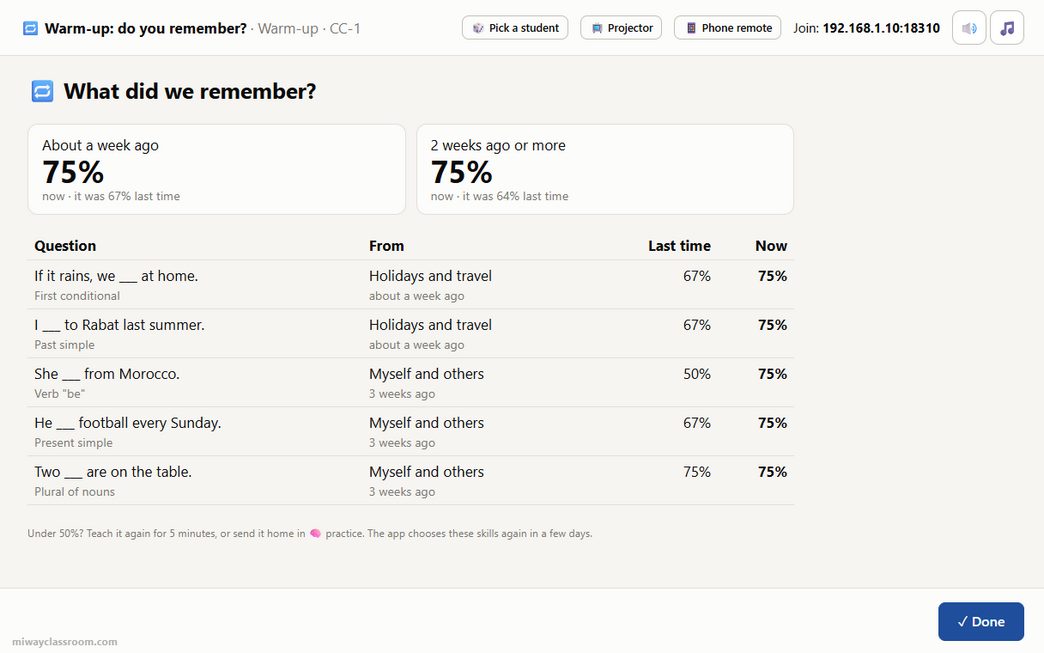 Warm-up: do you remember? · Warm-up · CC-1
Pick a student
Projector
Phone remote
Join: 192.168.1.10:18310
What did we remember?
About a week ago
75%
now · it was 67% last time
2 weeks ago or more
75%
now · it was 64% last time
Question From Last time Now
If it rains, we ___ at home. Holidays and travel 67% 75%
First conditional about a week ago
I ___ to Rabat last summer. Holidays and travel 67% 75%
Past simple about a week ago
She ___ from Morocco. Myself and others 50% 75%
Verb "be" 3 weeks ago
He ___ football every Sunday. Myself and others 67% 75%
Present simple 3 weeks ago
Two ___ are on the table. Myself and others 75% 75%
Plural of nouns 3 weeks ago
Under 50%? Teach it again for 5 minutes, or send it home in 🧠 practice. The app chooses these skills again in a few days.
✓ Done
miwayclassroom.com